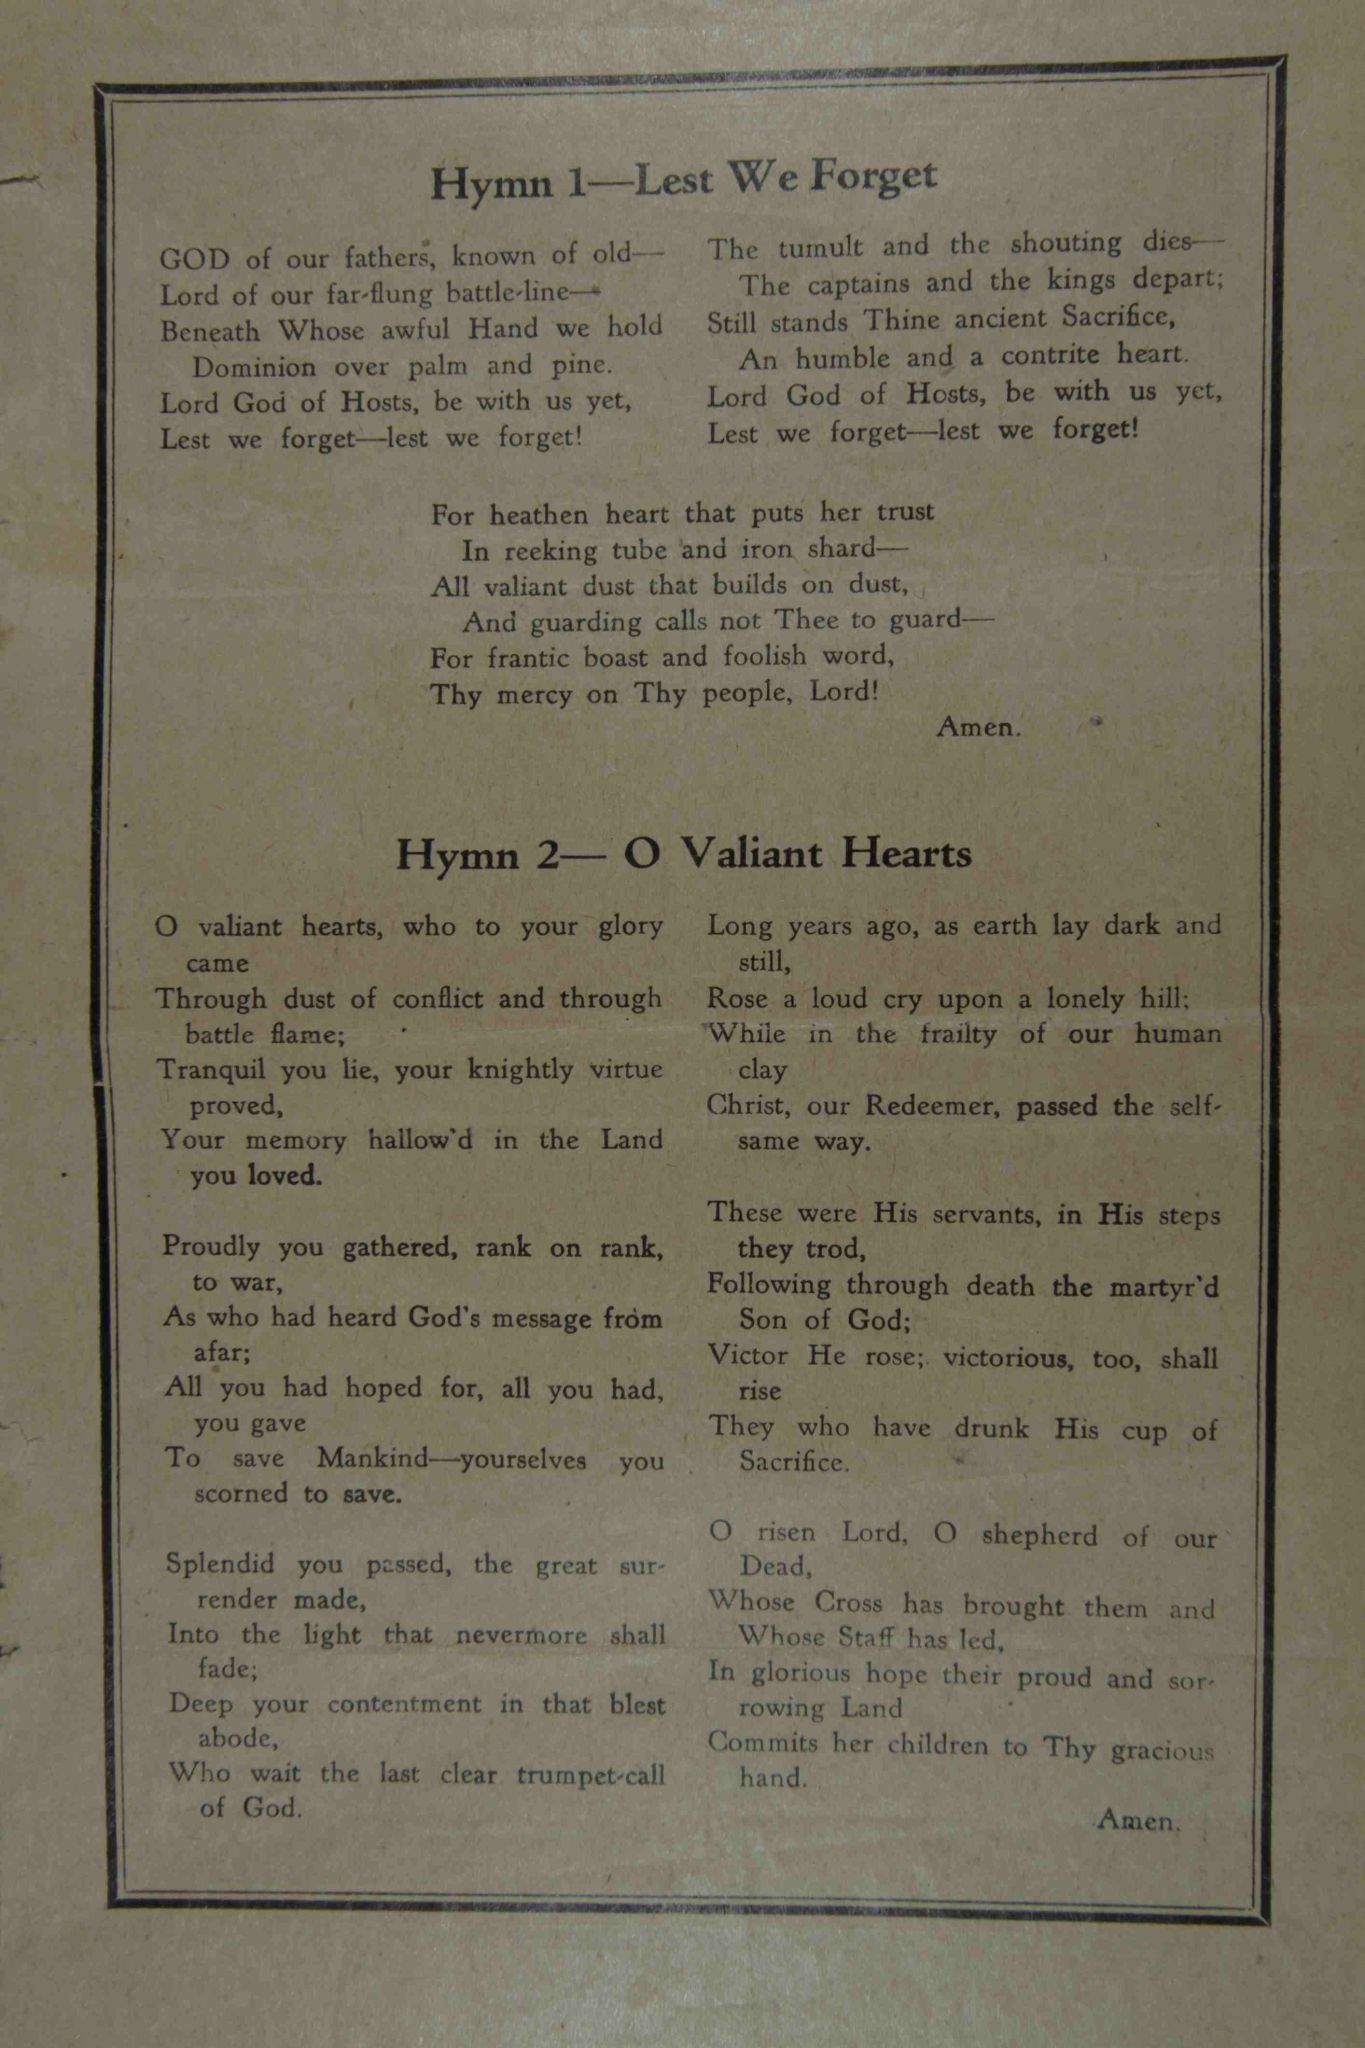 Hymn 1—Lest We Forget
GOD of our fathers, known of old—
Lord of our far-flung battle-line—
Beneath Whose awful Hand we hold
Dominion over palm and pine.
Lord God of Hosts, be with us yet,
Lest we forget—lest we forget!
The tumult and the shouting dies—
The captains and the kings depart;
Still stands Thine ancient Sacrifice,
An humble and a contrite heart.
Lord God of Hosts, be with us yet,
Lest we forget—lest we forget!
For heathen heart that puts her trust
In reeking tube and iron shard—
All valiant dust that builds on dust,
And guarding calls not Thee to guard—
For frantic boast and foolish word,
Thy mercy on Thy people, Lord!
Amen.
Hymn 2— O Valiant Hearts
O valiant hearts, who to your glory
came
Through dust of conflict and through
battle flame;
Tranquil you lie, your knightly virtue
proved,
Your memory hallow'd in the Land
you loved.
Proudly you gathered, rank on rank,
to war,
As who had heard God's message from
afar;
All you had hoped for, all you had,
you gave
To save Mankind—yourselves you
scorned to save.
Splendid you passed, the great sur-
render made,
Into the light that nevermore shall
fade;
Deep your contentment in that blest
abode,
Who wait the last clear trumpet-call
of God.
Long years ago, as earth lay dark and
still,
Rose a loud cry upon a lonely hill;
While in the frailty of our human
clay
Christ, our Redeemer, passed the self-
same way.
These were His servants, in His steps
they trod,
Following through death the martyr'd
Son of God;
Victor He rose; victorious, too, shall
rise
They who have drunk His cup of
Sacrifice.
O risen Lord, O shepherd of our
Dead,
Whose Cross has brought them and
Whose Staff has led,
In glorious hope their proud and sor-
rowing Land
Commits her children to Thy gracious
hand.
Amen.